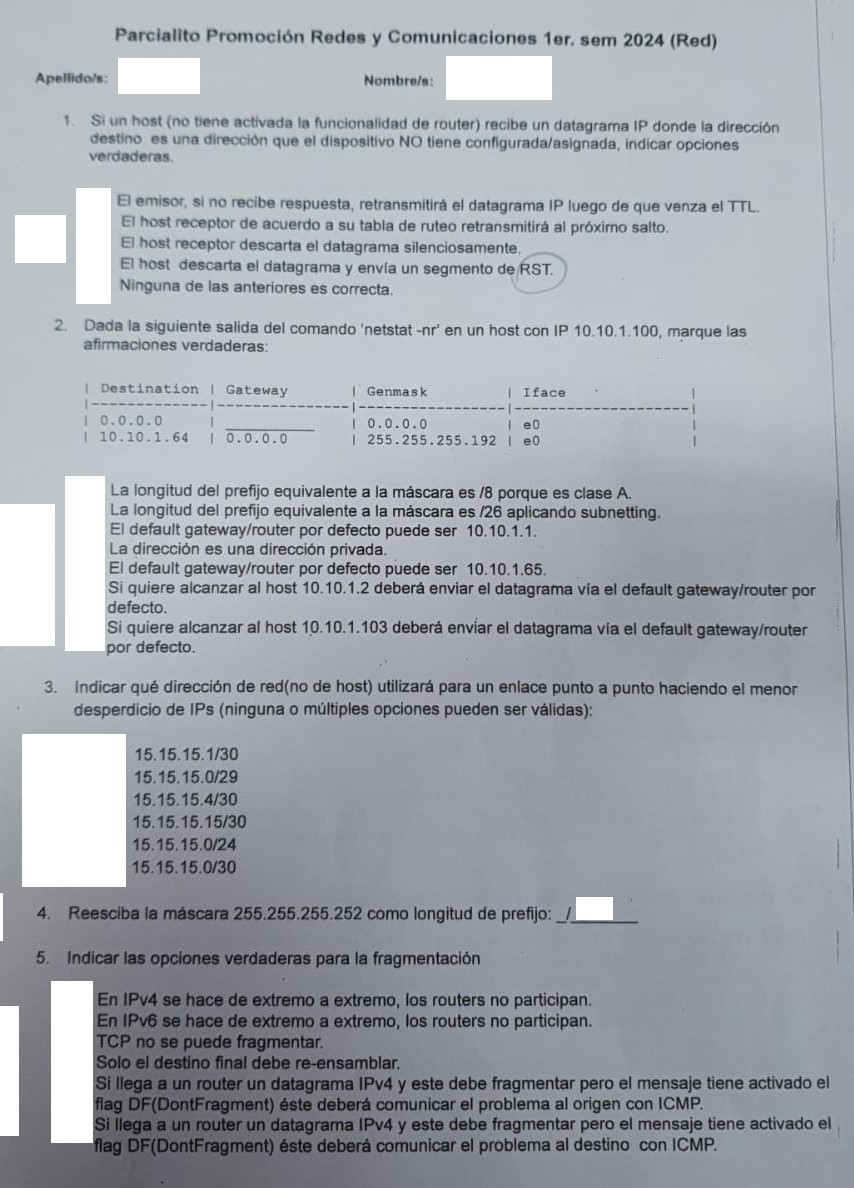 Parcialito Promoción Redes y Comunicaciones 1er. sem 2024 (Red)
Apellido/s: Nombre/s:
1. Si un host (no tiene activada la funcionalidad de router) recibe un datagrama IP donde la dirección
destino es una dirección que el dispositivo NO tiene configurada/asignada, indicar opciones
verdaderas.
El emisor, si no recibe respuesta, retransmitirá el datagrama IP luego de que venza el TTL.
El host receptor de acuerdo a su tabla de ruteo retransmitirá al próximo salto.
El host receptor descarta el datagrama silenciosamente.
El host descarta el datagrama y envía un segmento de RST.
Ninguna de las anteriores es correcta.
2. Dada la siguiente salida del comando 'netstat -nr' en un host con IP 10.10.1.100, marque las
afirmaciones verdaderas:
| Destination | Gateway | Genmask | Iface |
|-------------|----------------|------------------|---------------------|
| 0.0.0.0 | ___________ | 0.0.0.0 | e0 |
| 10.10.1.64 | 0.0.0.0 | 255.255.255.192 | e0 |
La longitud del prefijo equivalente a la máscara es /8 porque es clase A.
La longitud del prefijo equivalente a la máscara es /26 aplicando subnetting.
El default gateway/router por defecto puede ser 10.10.1.1.
La dirección es una dirección privada.
El default gateway/router por defecto puede ser 10.10.1.65.
Si quiere alcanzar al host 10.10.1.2 deberá enviar el datagrama vía el default gateway/router por
defecto.
Si quiere alcanzar al host 10.10.1.103 deberá enviar el datagrama vía el default gateway/router
por defecto.
3. Indicar qué dirección de red(no de host) utilizará para un enlace punto a punto haciendo el menor
desperdicio de IPs (ninguna o múltiples opciones pueden ser válidas):
15.15.15.1/30
15.15.15.0/29
15.15.15.4/30
15.15.15.15/30
15.15.15.0/24
15.15.15.0/30
4. Reesciba la máscara 255.255.255.252 como longitud de prefijo: _/______
5. Indicar las opciones verdaderas para la fragmentación
En IPv4 se hace de extremo a extremo, los routers no participan.
En IPv6 se hace de extremo a extremo, los routers no participan.
TCP no se puede fragmentar.
Solo el destino final debe re-ensamblar.
Si llega a un router un datagrama IPv4 y este debe fragmentar pero el mensaje tiene activado el
flag DF(DontFragment) éste deberá comunicar el problema al origen con ICMP.
Si llega a un router un datagrama IPv4 y este debe fragmentar pero el mensaje tiene activado el
flag DF(DontFragment) éste deberá comunicar el problema al destino con ICMP.